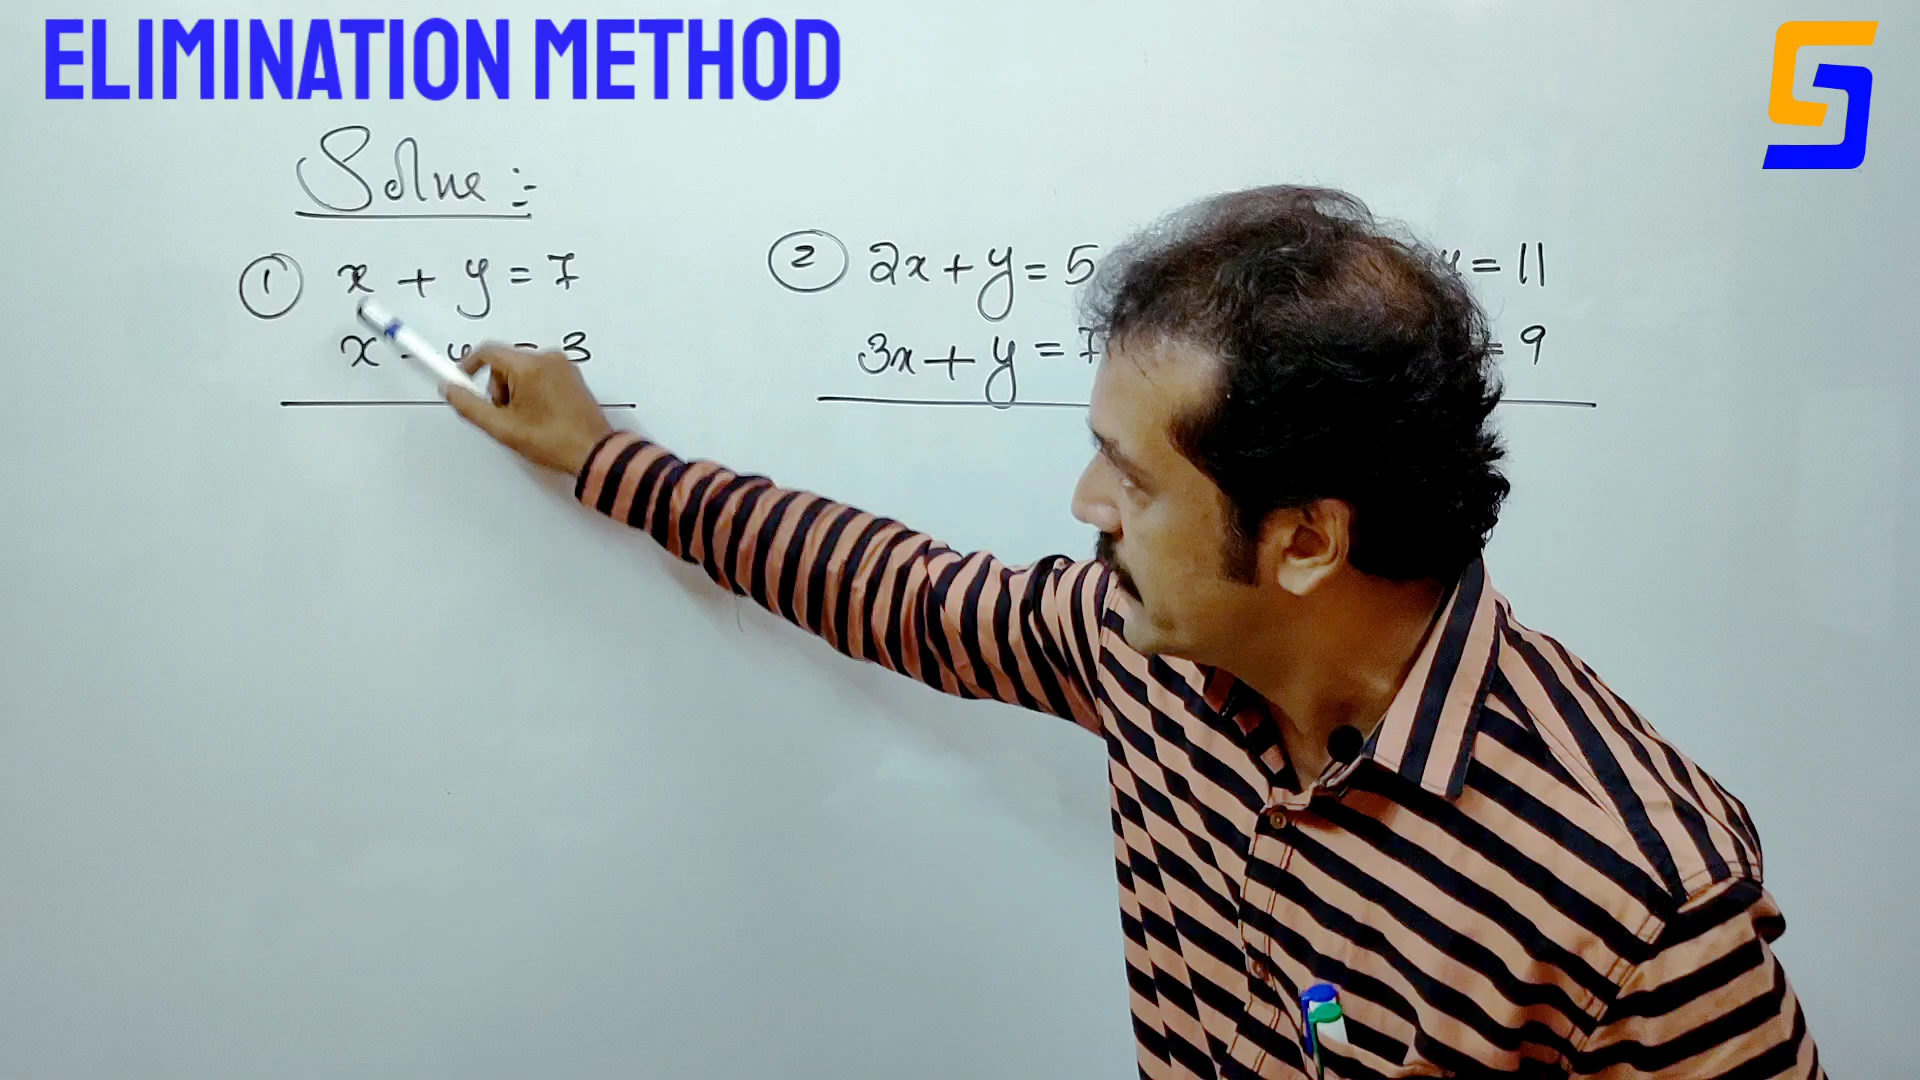 ELIMINATION METHOD
Solve :-
① x + y = 7
x - y = 3
② 2x + y = 5
3x + y = 7
= 11
= 9